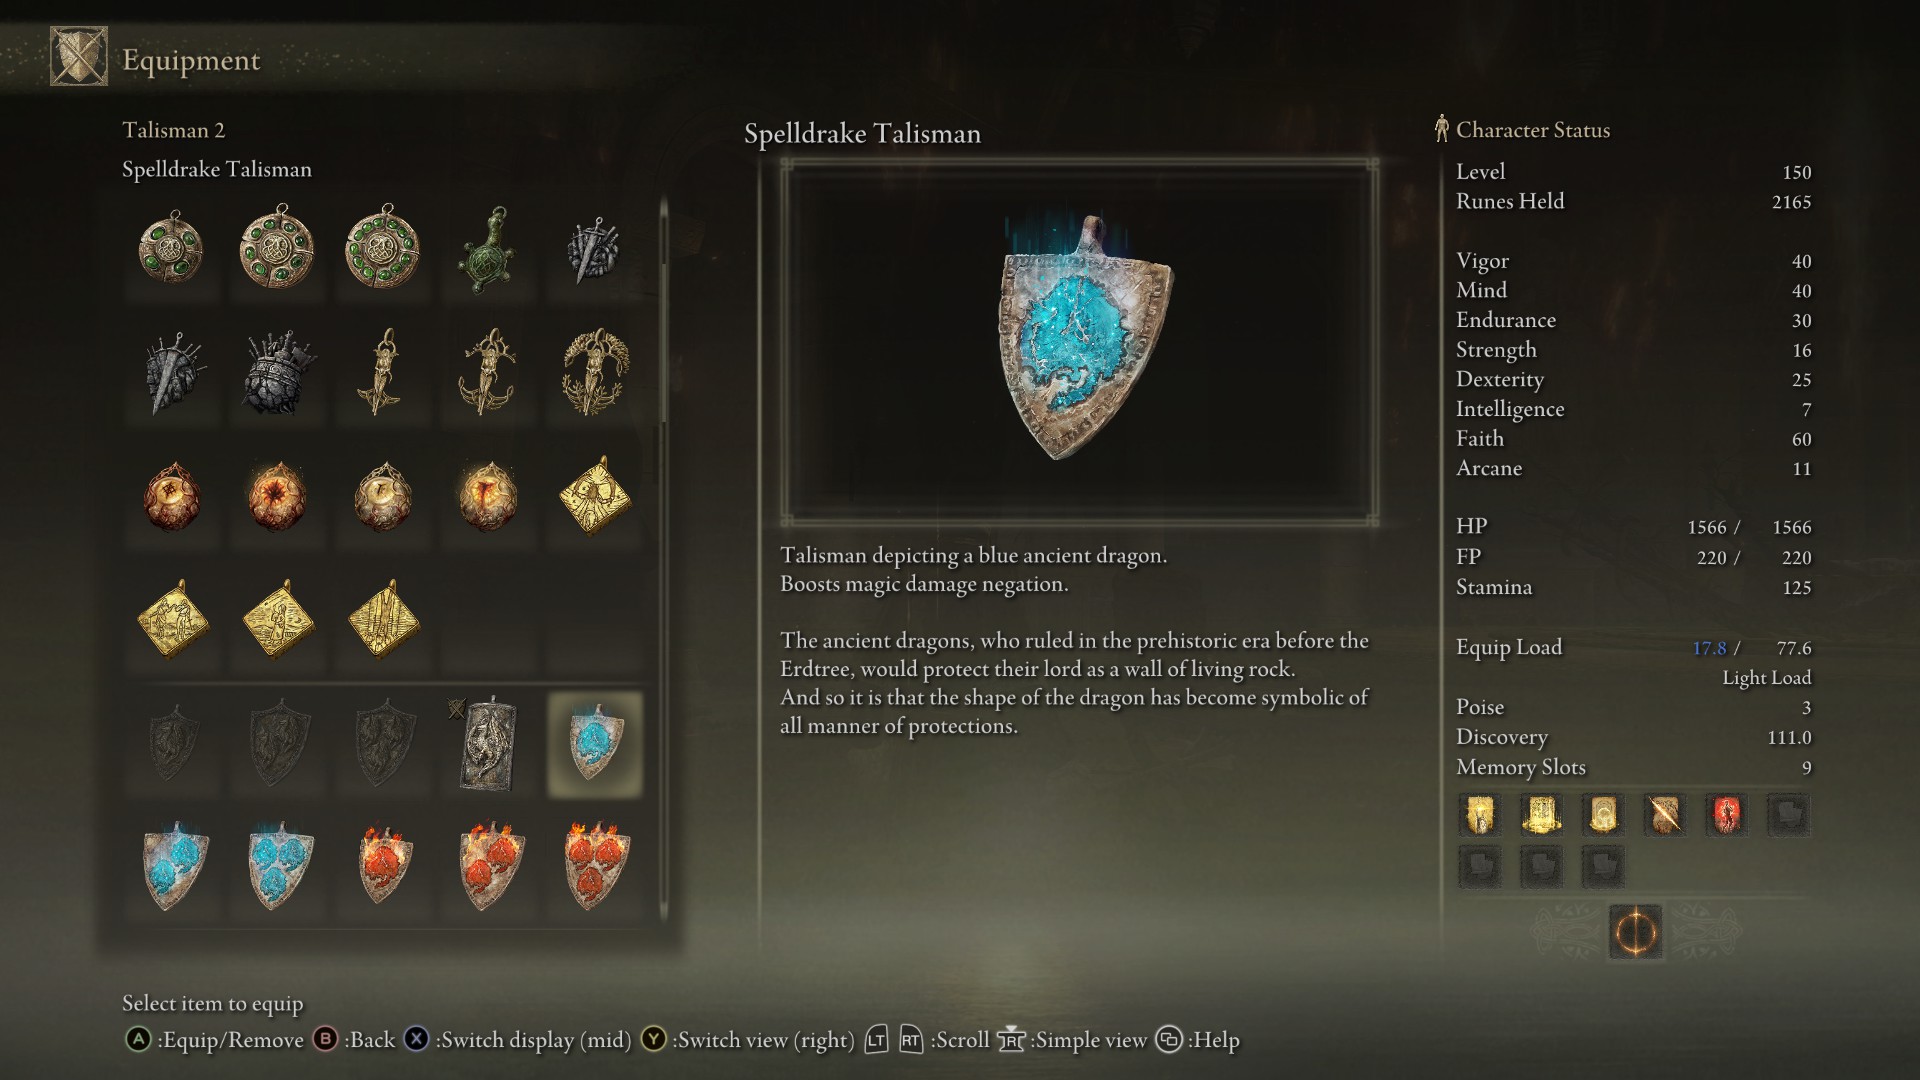 Equipment
Talisman 2
Spelldrake Talisman
Spelldrake Talisman
Talisman depicting a blue ancient dragon.
Boosts magic damage negation.
The ancient dragons, who ruled in the prehistoric era before the
Erdtree, would protect their lord as a wall of living rock.
And so it is that the shape of the dragon has become symbolic of
all manner of protections.
Character Status
Level 150
Runes Held 2165
Vigor 40
Mind 40
Endurance 30
Strength 16
Dexterity 25
Intelligence 7
Faith 60
Arcane 11
HP 1566 / 1566
FP 220 / 220
Stamina 125
Equip Load 17.8 / 77.6
Light Load
Poise 3
Discovery 111.0
Memory Slots 9
Select item to equip
A :Equip/Remove B :Back X :Switch display (mid) Y :Switch view (right) LT RT :Scroll R :Simple view :Help